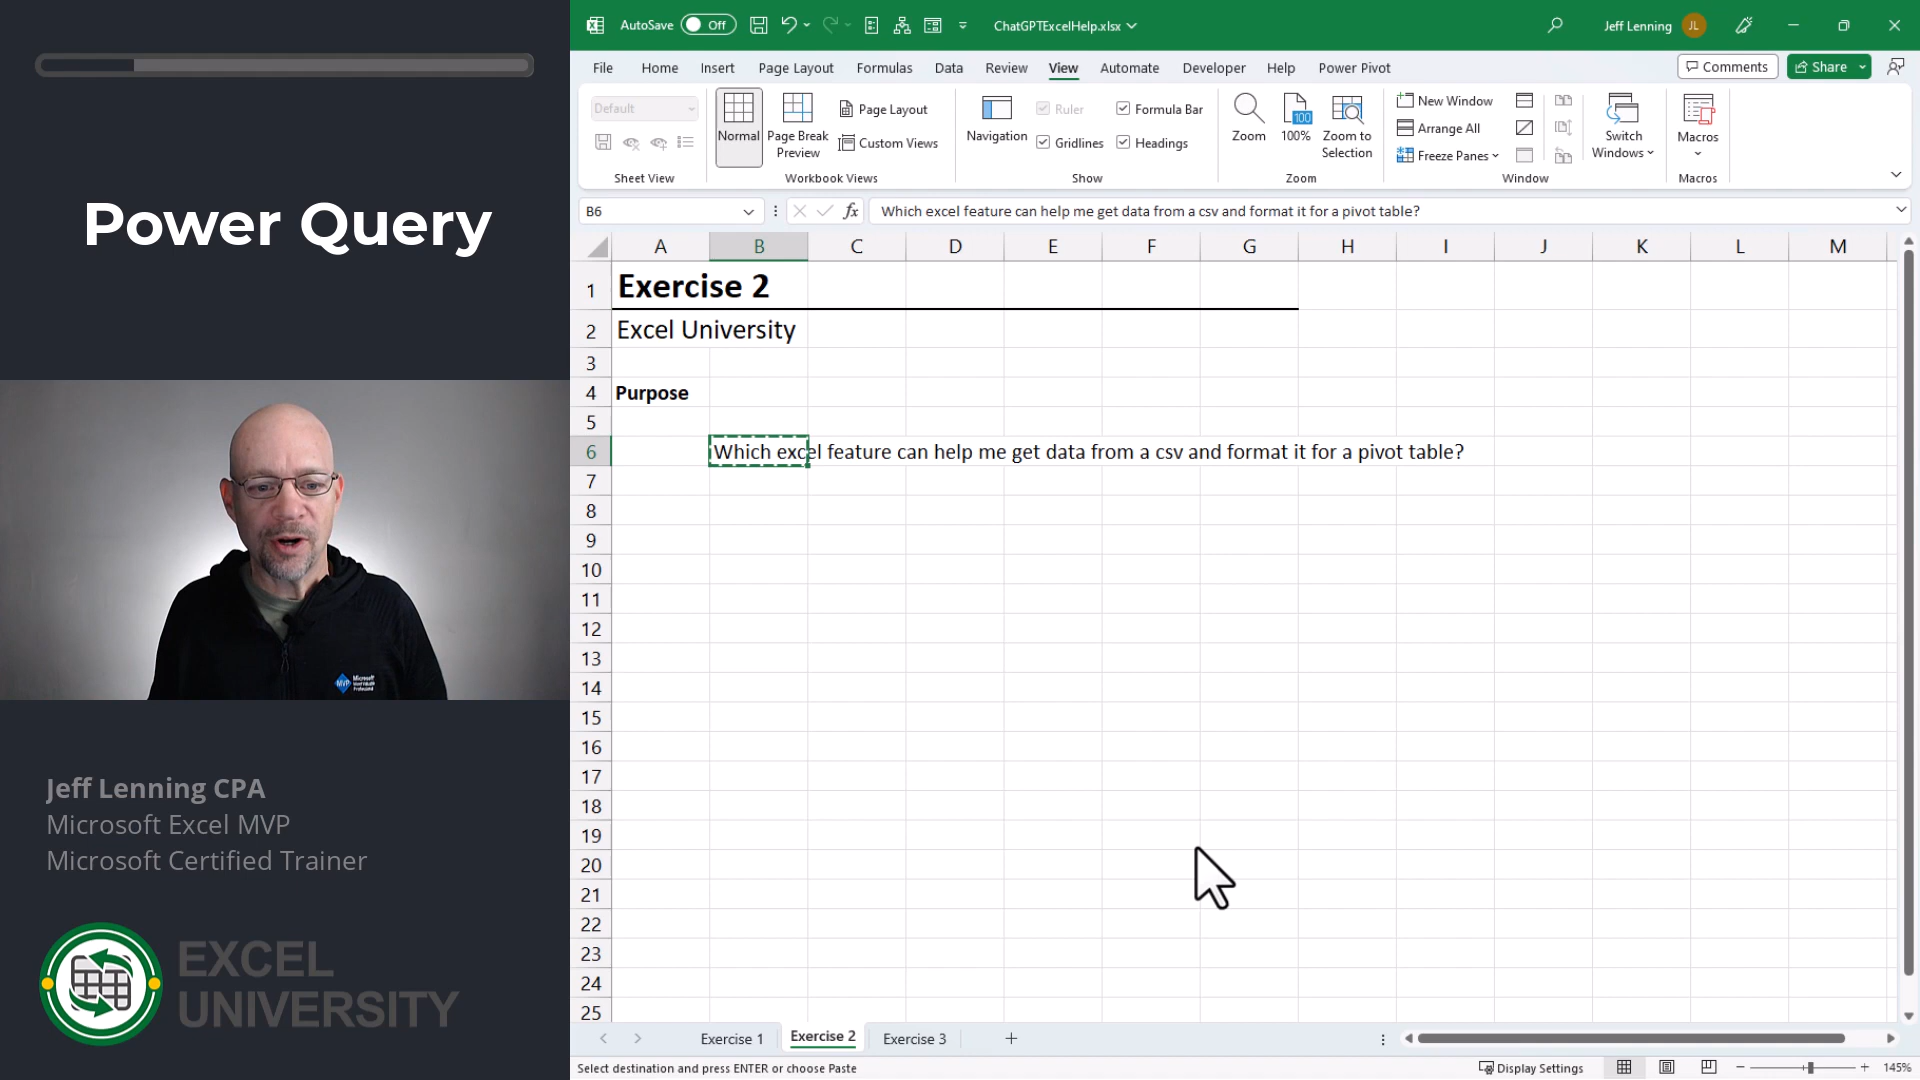 Power Query
Jeff Lenning CPA
Microsoft Excel MVP
Microsoft Certified Trainer
EXCEL
UNIVERSITY
MVP
Microsoft
AutoSave Off
ChatGPTExcelHelp.xlsx
Jeff Lenning JL
File Home Insert Page Layout Formulas Data Review View Automate Developer Help Power Pivot
Comments Share
Default
Sheet View
Normal
Page Break
Preview
Page Layout
Custom Views
Workbook Views
Navigation
Ruler
Formula Bar
Gridlines
Headings
Show
Zoom
100
100%
Zoom to
Selection
Zoom
New Window
Arrange All
Freeze Panes
Switch
Windows
Window
Macros
Macros
B6
fx
Which excel feature can help me get data from a csv and format it for a pivot table?
A B C D E F G H I J K L M
1 Exercise 2
2 Excel University
3
4 Purpose
5
6 Which excel feature can help me get data from a csv and format it for a pivot table?
7
8
9
10
11
12
13
14
15
16
17
18
19
20
21
22
23
24
25
Exercise 1 Exercise 2 Exercise 3
Select destination and press ENTER or choose Paste
Display Settings
145%